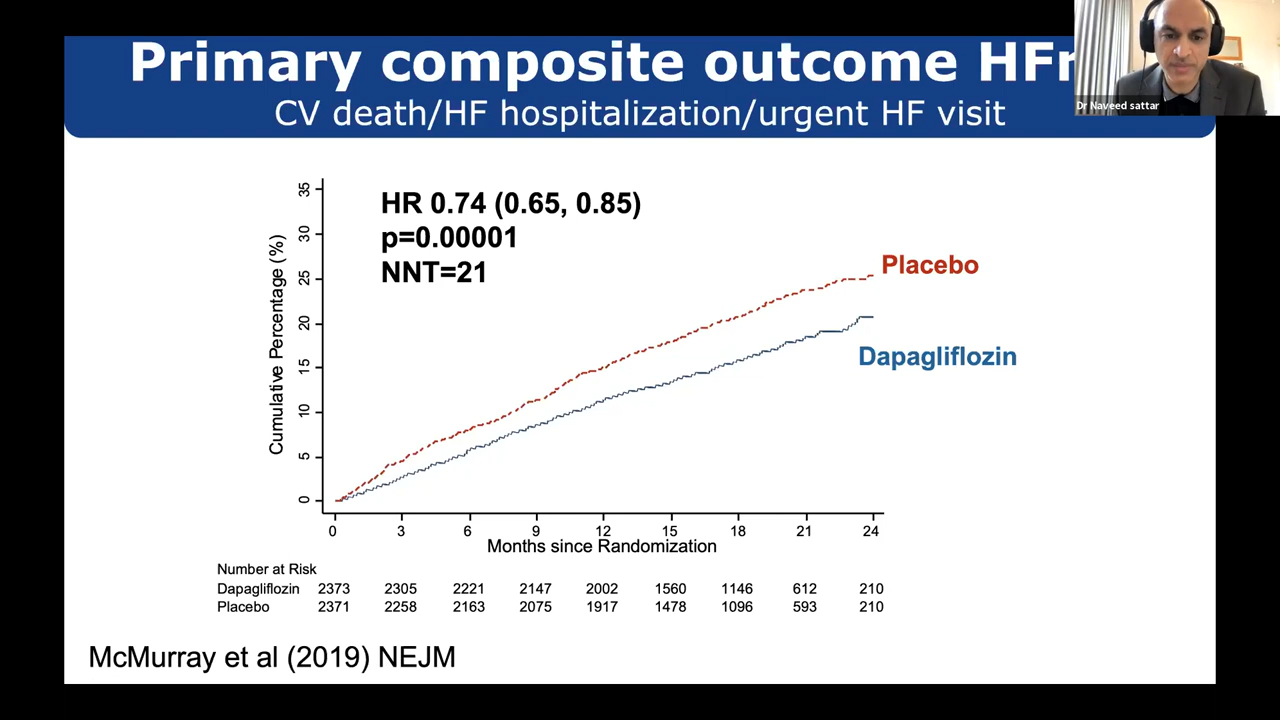 Primary composite outcome HFr
CV death/HF hospitalization/urgent HF visit
Dr Naveed sattar
HR 0.74 (0.65, 0.85)
p=0.00001
NNT=21
Placebo
Dapagliflozin
Cumulative Percentage (%)
35
30
25
20
15
10
5
0
0 3 6 9 12 15 18 21 24
Months since Randomization
Number at Risk
Dapagliflozin 2373 2305 2221 2147 2002 1560 1146 612 210
Placebo 2371 2258 2163 2075 1917 1478 1096 593 210
McMurray et al (2019) NEJM